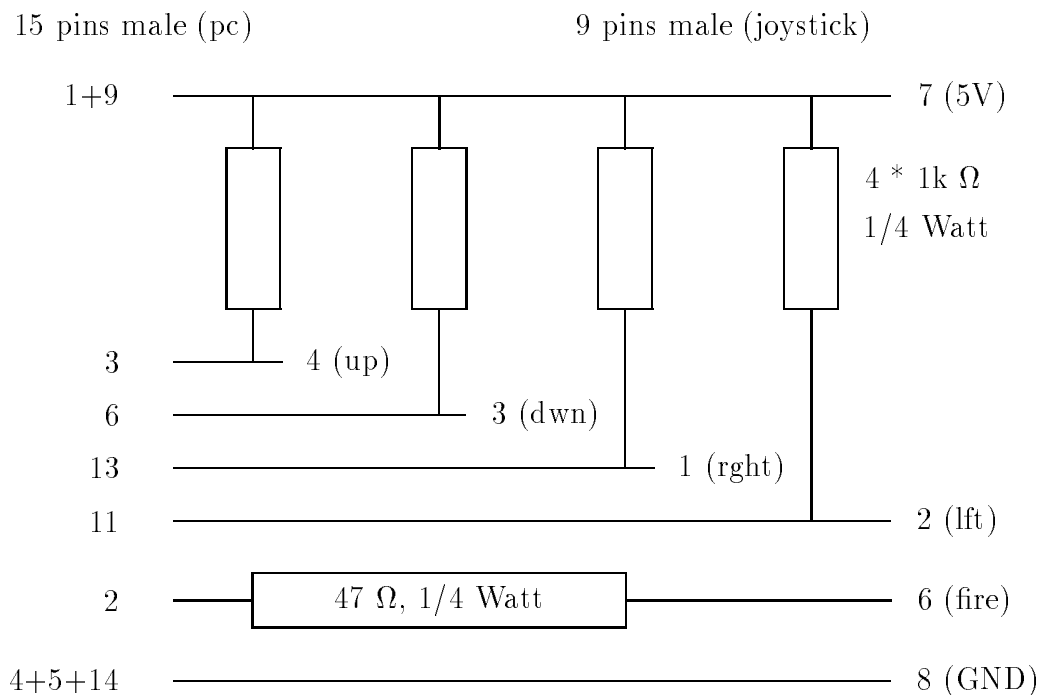 15 pins male (pc)
9 pins male (joystick)
1+9
7 (5V)
4 * 1k Ω
1/4 Watt
3
4 (up)
6
3 (dwn)
13
1 (rght)
11
2 (lft)
2
47 Ω, 1/4 Watt
6 (fire)
4+5+14
8 (GND)